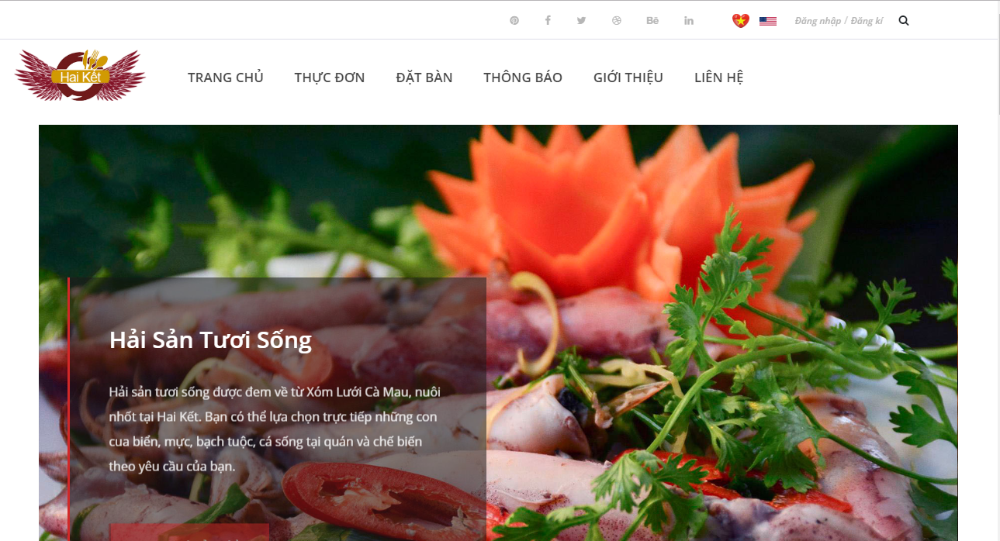 Đăng nhập / Đăng kí
Hai Kết
TRANG CHỦ THỰC ĐƠN ĐẶT BÀN THÔNG BÁO GIỚI THIỆU LIÊN HỆ
Hải Sản Tươi Sống
Hải sản tươi sống được đem về từ Xóm Lưới Cà Mau, nuôi
nhốt tại Hai Kết. Bạn có thể lựa chọn trực tiếp những con
cua biển, mực, bạch tuộc, cá sống tại quán và chế biến
theo yêu cầu của bạn.